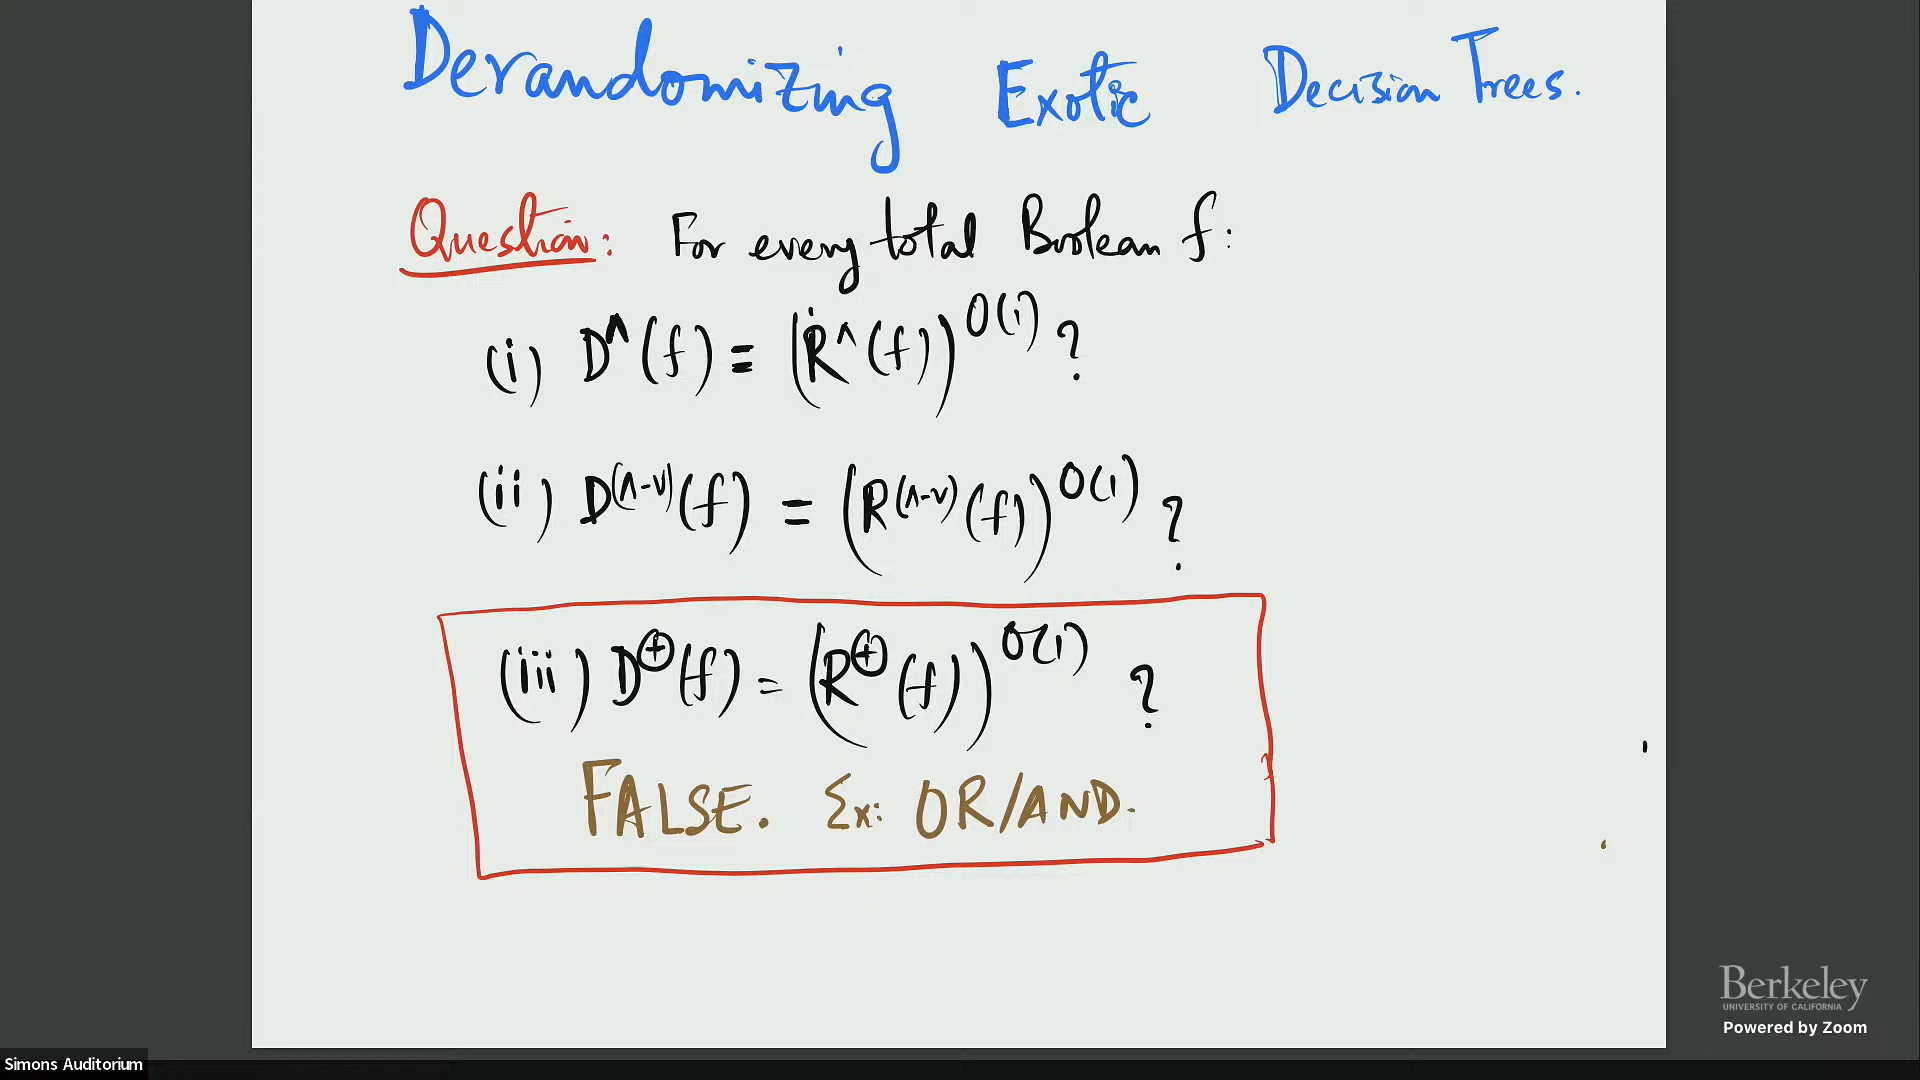 Derandomizing Exotic Decision Trees.
Question: For every total Boolean f:
(i) D^∧(f) ≡ (R^∧(f))^O(1) ?
(ii) D^(∧-∨)(f) = (R^(∧-∨)(f))^O(1) ?
(iii) D^⊕(f) = (R^⊕(f))^O(1) ?
FALSE. Ex: OR/AND.
Berkeley
UNIVERSITY OF CALIFORNIA
Powered by Zoom
Simons Auditorium